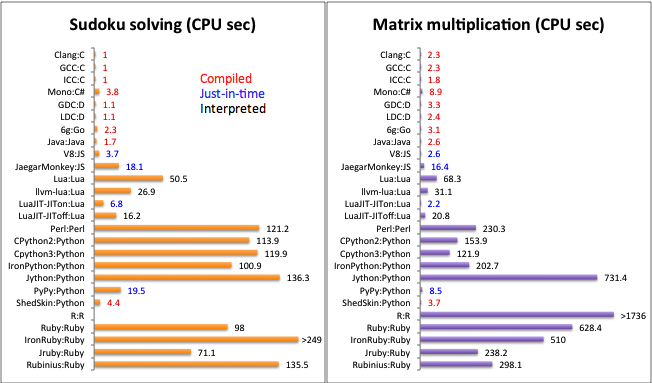 Sudoku solving (CPU sec)
Clang:C 1
GCC:C 1
ICC:C 1
Mono:C# 3.8
GDC:D 1.1
LDC:D 1.1
6g:Go 2.3
Java:Java 1.7
V8:JS 3.7
JaegarMonkey:JS 18.1
Lua:Lua 50.5
llvm-lua:Lua 26.9
LuaJIT-JITon:Lua 6.8
LuaJIT-JIToff:Lua 16.2
Perl:Perl 121.2
CPython2:Python 113.9
Cpython3:Python 119.9
IronPython:Python 100.9
Jython:Python 136.3
PyPy:Python 19.5
ShedSkin:Python 4.4
R:R
Ruby:Ruby 98
IronRuby:Ruby >249
Jruby:Ruby 71.1
Rubinius:Ruby 135.5
Compiled
Just-in-time
Interpreted
Matrix multiplication (CPU sec)
Clang:C 2.3
GCC:C 2.3
ICC:C 1.8
Mono:C# 8.9
GDC:D 3.3
LDC:D 2.4
6g:Go 3.1
Java:Java 2.6
V8:JS 2.6
JaegarMonkey:JS 16.4
Lua:Lua 68.3
llvm-lua:Lua 31.1
LuaJIT-JITon:Lua 2.2
LuaJIT-JIToff:Lua 20.8
Perl:Perl 230.3
CPython2:Python 153.9
Cpython3:Python 121.9
IronPython:Python 202.7
Jython:Python 731.4
PyPy:Python 8.5
ShedSkin:Python 3.7
R:R >1736
Ruby:Ruby 628.4
IronRuby:Ruby 510
Jruby:Ruby 238.2
Rubinius:Ruby 298.1